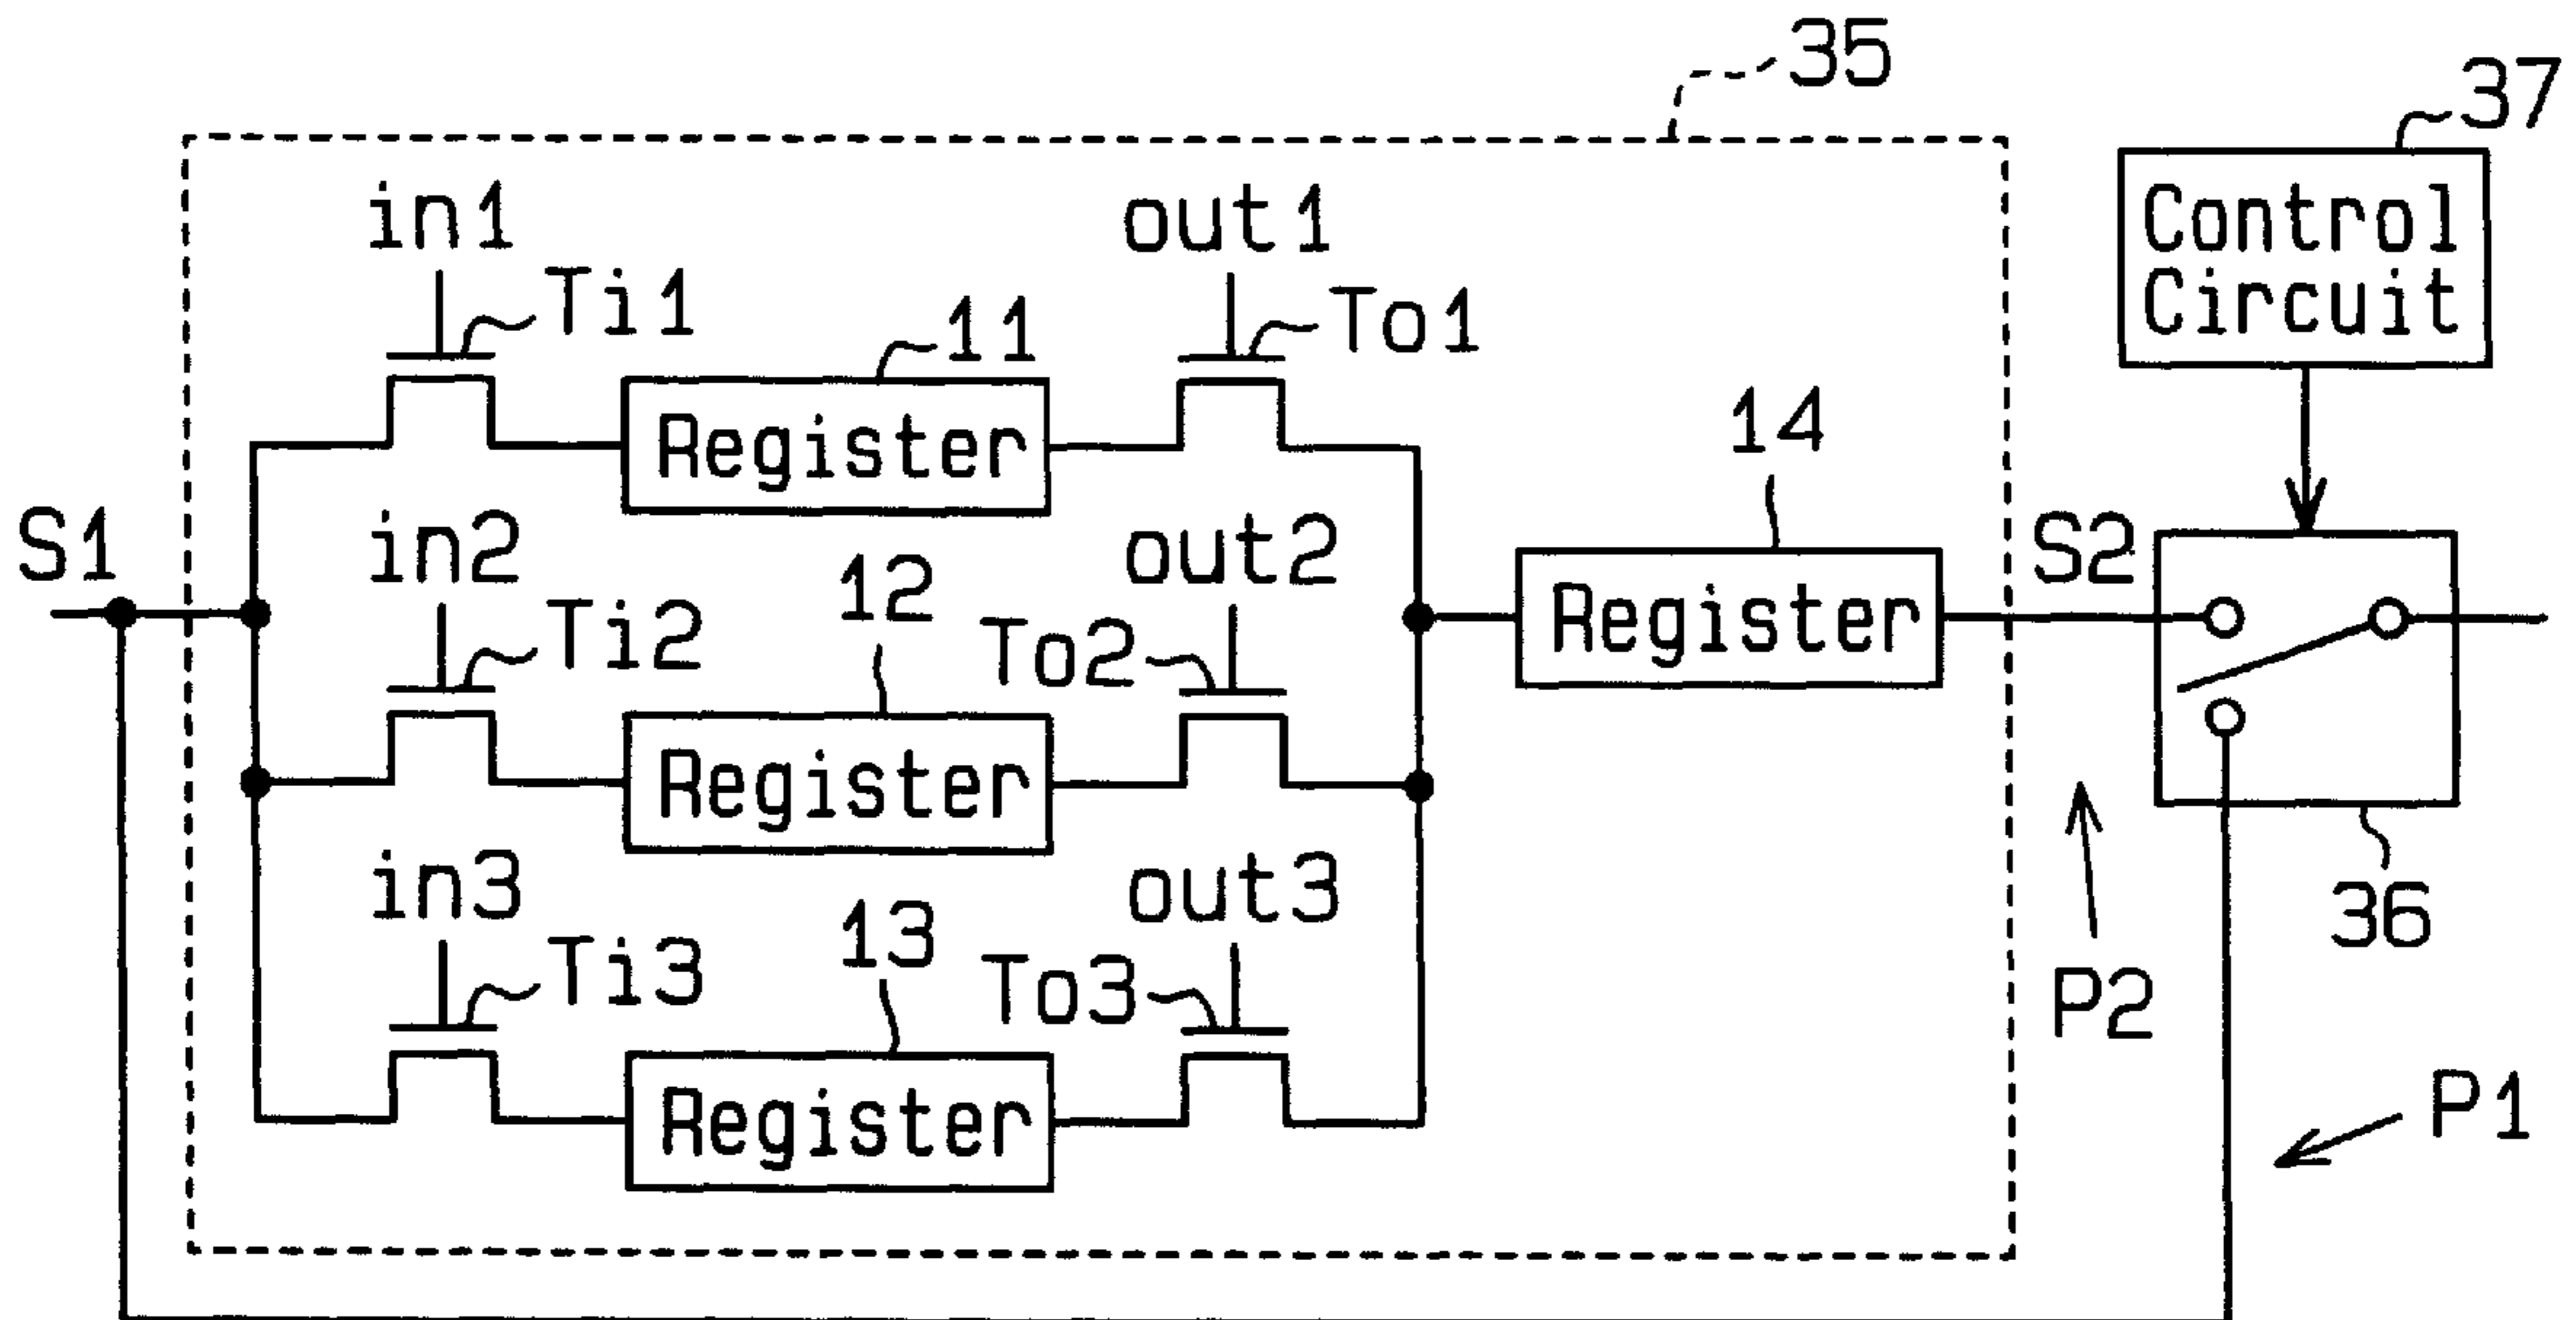 35
37
Control
Circuit
in1
Ti1
11
Register
out1
To1
14
Register
S1
in2
Ti2
12
Register
out2
To2
S2
36
in3
Ti3
13
Register
out3
To3
P2
P1